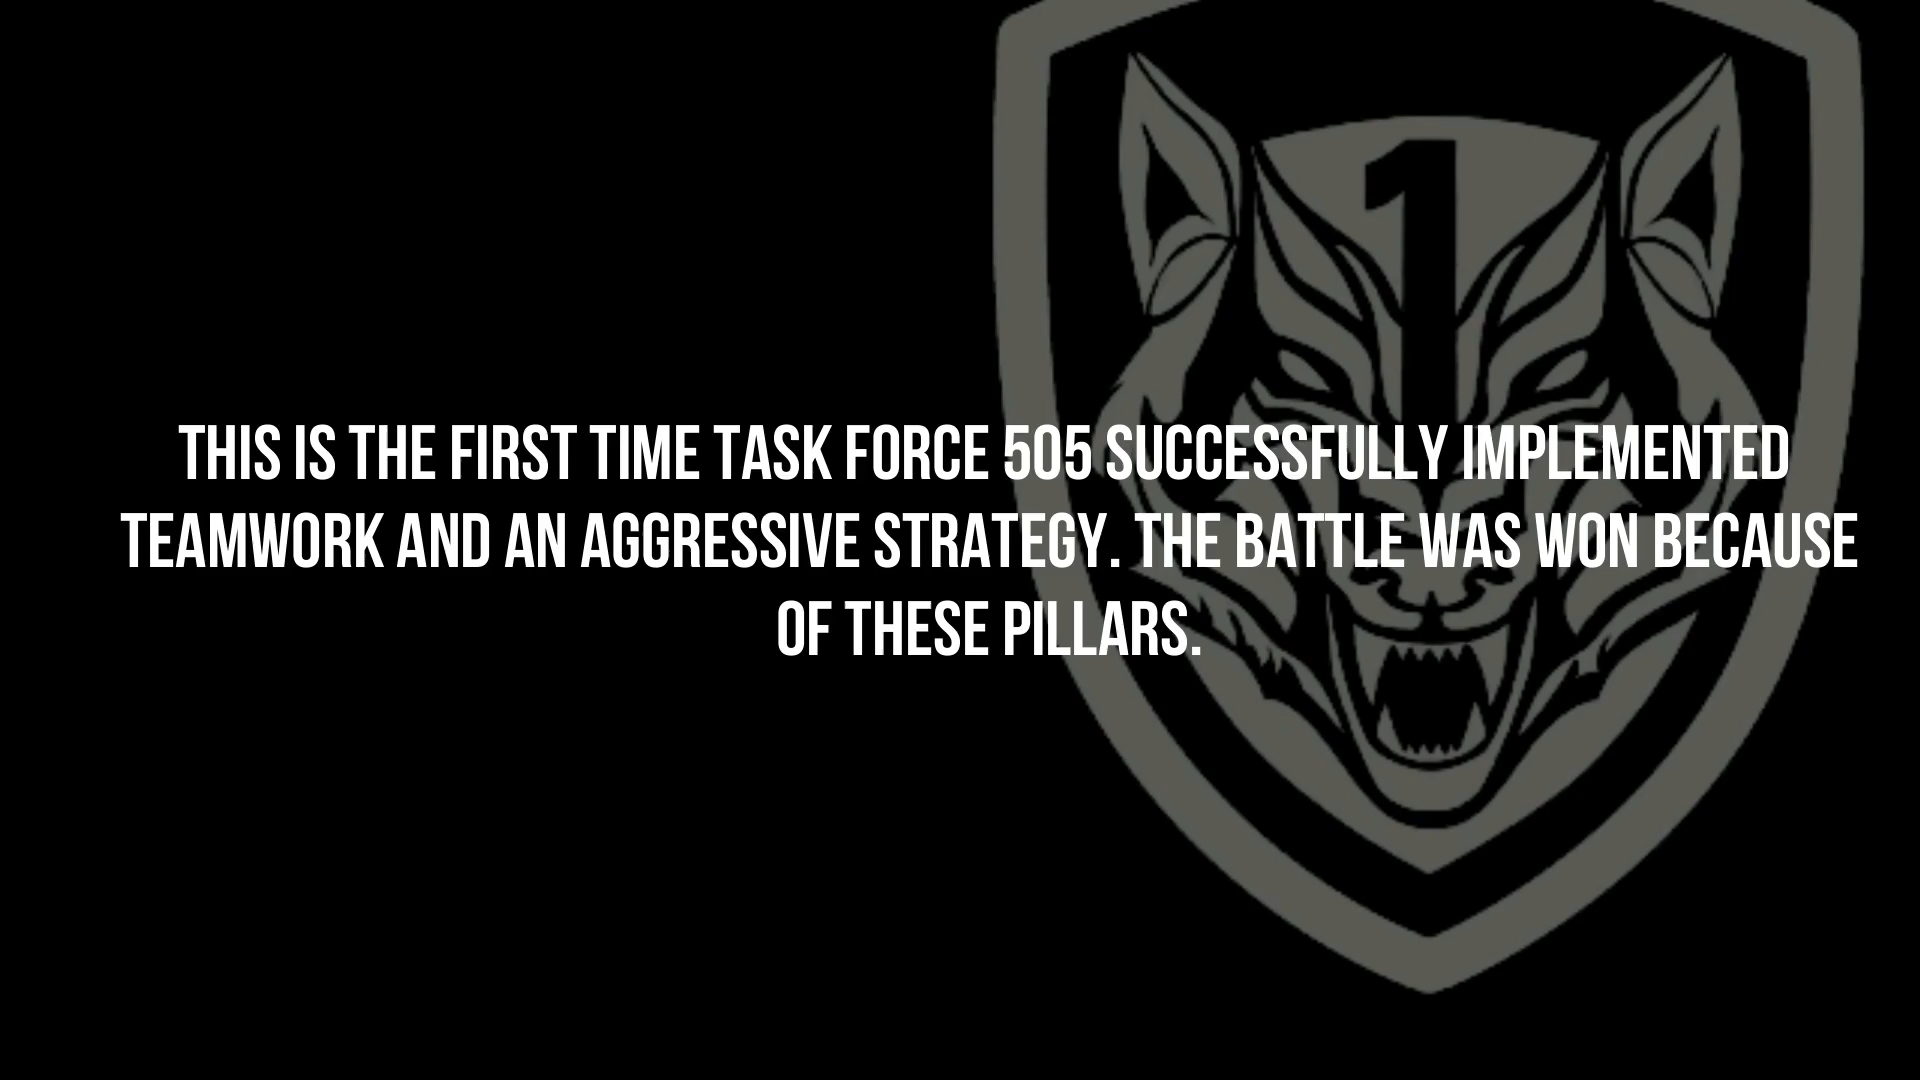 1
THIS IS THE FIRST TIME TASK FORCE 505 SUCCESSFULLY IMPLEMENTED
TEAMWORK AND AN AGGRESSIVE STRATEGY. THE BATTLE WAS WON BECAUSE
OF THESE PILLARS.